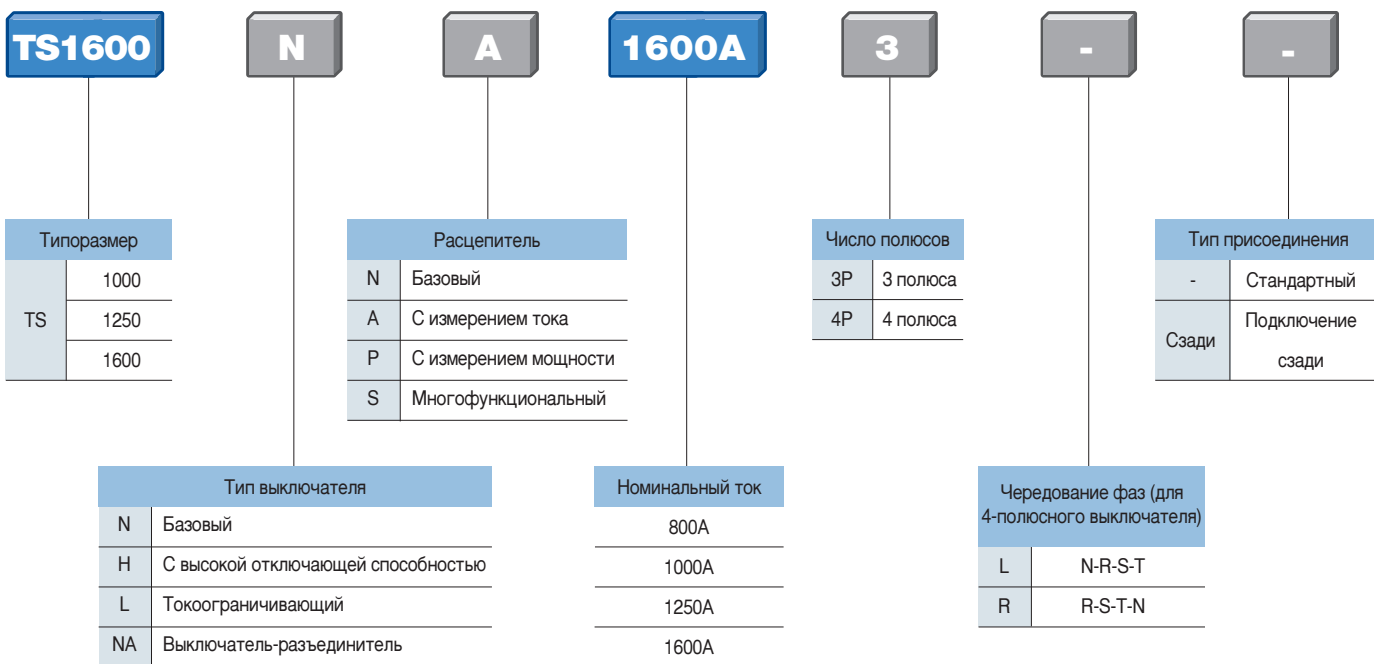 TS1600 N A 1600A 3 - -
Типоразмер
TS
1000
1250
1600
Расцепитель
N Базовый
A С измерением тока
P С измерением мощности
S Многофункциональный
Число полюсов
3P 3 полюса
4P 4 полюса
Тип присоединения
- Стандартный
Сзади
Подключение
сзади
Тип выключателя
N Базовый
H С высокой отключающей способностью
L Токоограничивающий
NA Выключатель-разъединитель
Номинальный ток
800A
1000A
1250A
1600A
Чередование фаз (для
4-полюсного выключателя)
L N-R-S-T
R R-S-T-N